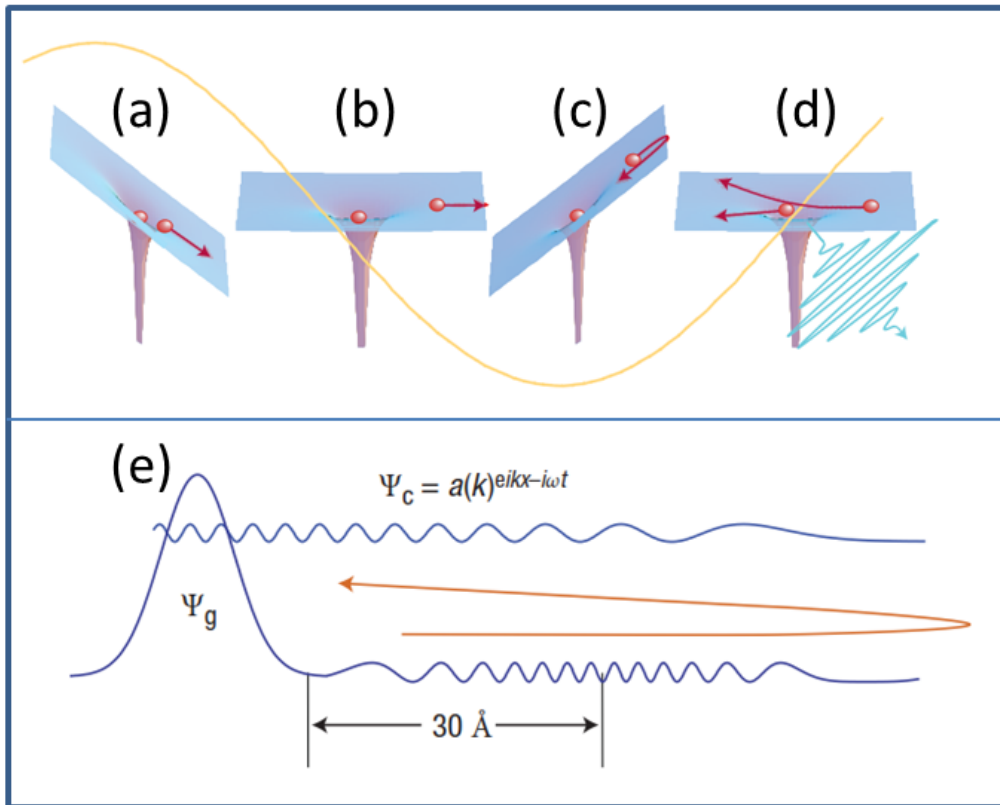 (a) (b) (c) (d)
(e)
Ψc = a(k)eikx–iωt
Ψg
30 Å